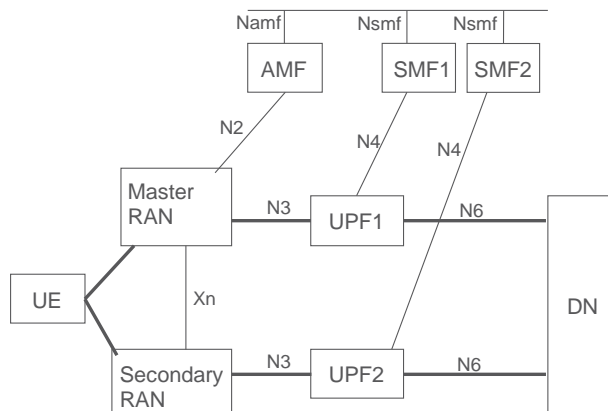 Namf
Nsmf
Nsmf
AMF
SMF1
SMF2
N2
N4
N4
Master
RAN
N3
UPF1
N6
UE
Xn
DN
Secondary
RAN
N3
UPF2
N6